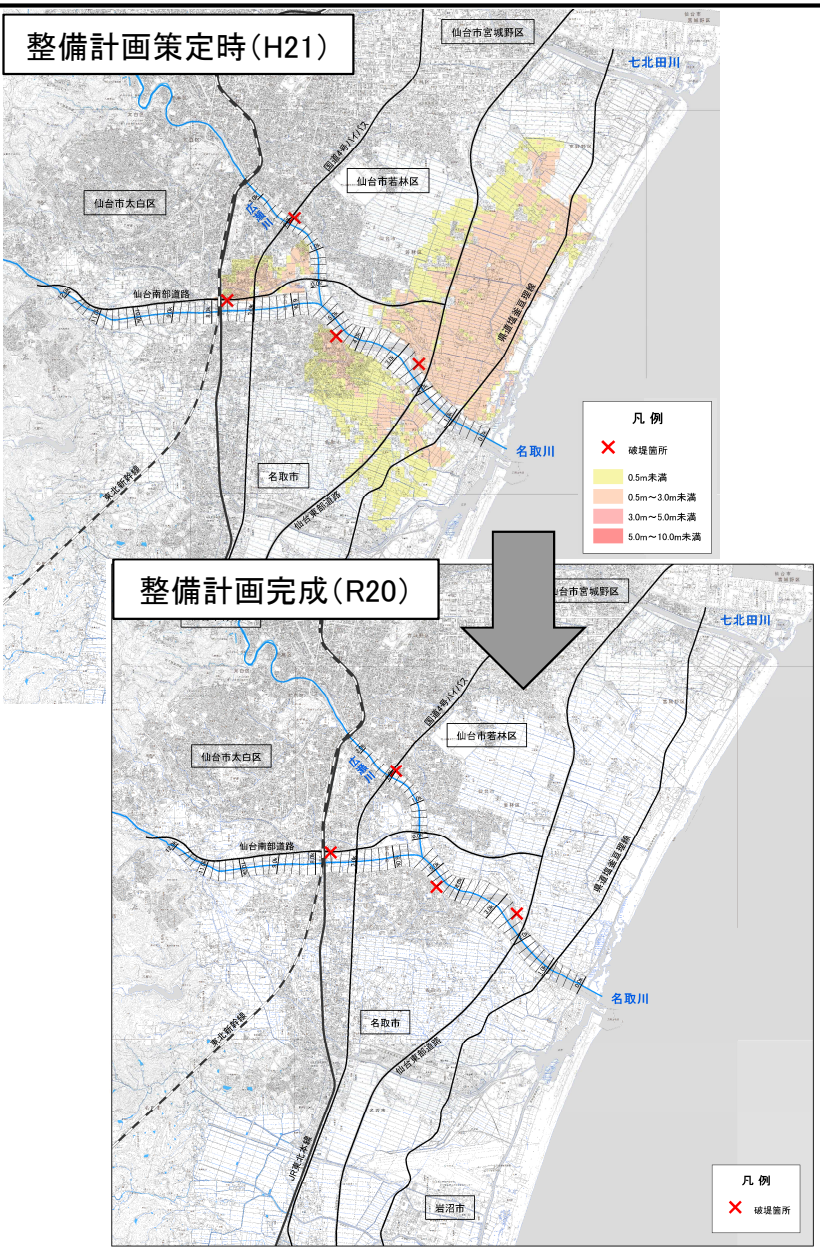 整備計画策定時(H21)
仙台市宮城野区
七北田川
国道4号バイパス
仙台市若林区
仙台市太白区
広瀬川
仙台南部道路
県道塩釜亘理線
名取川
名取市
東北新幹線
仙台東部道路
凡 例
破堤箇所
0.5m未満
0.5m～3.0m未満
3.0m～5.0m未満
5.0m～10.0m未満
整備計画完成(R20)
仙台市宮城野区
七北田川
国道4号バイパス
仙台市若林区
仙台市太白区
広瀬川
仙台南部道路
県道塩釜亘理線
名取川
名取市
東北新幹線
仙台東部道路
JR東北本線
岩沼市
凡 例
破堤箇所